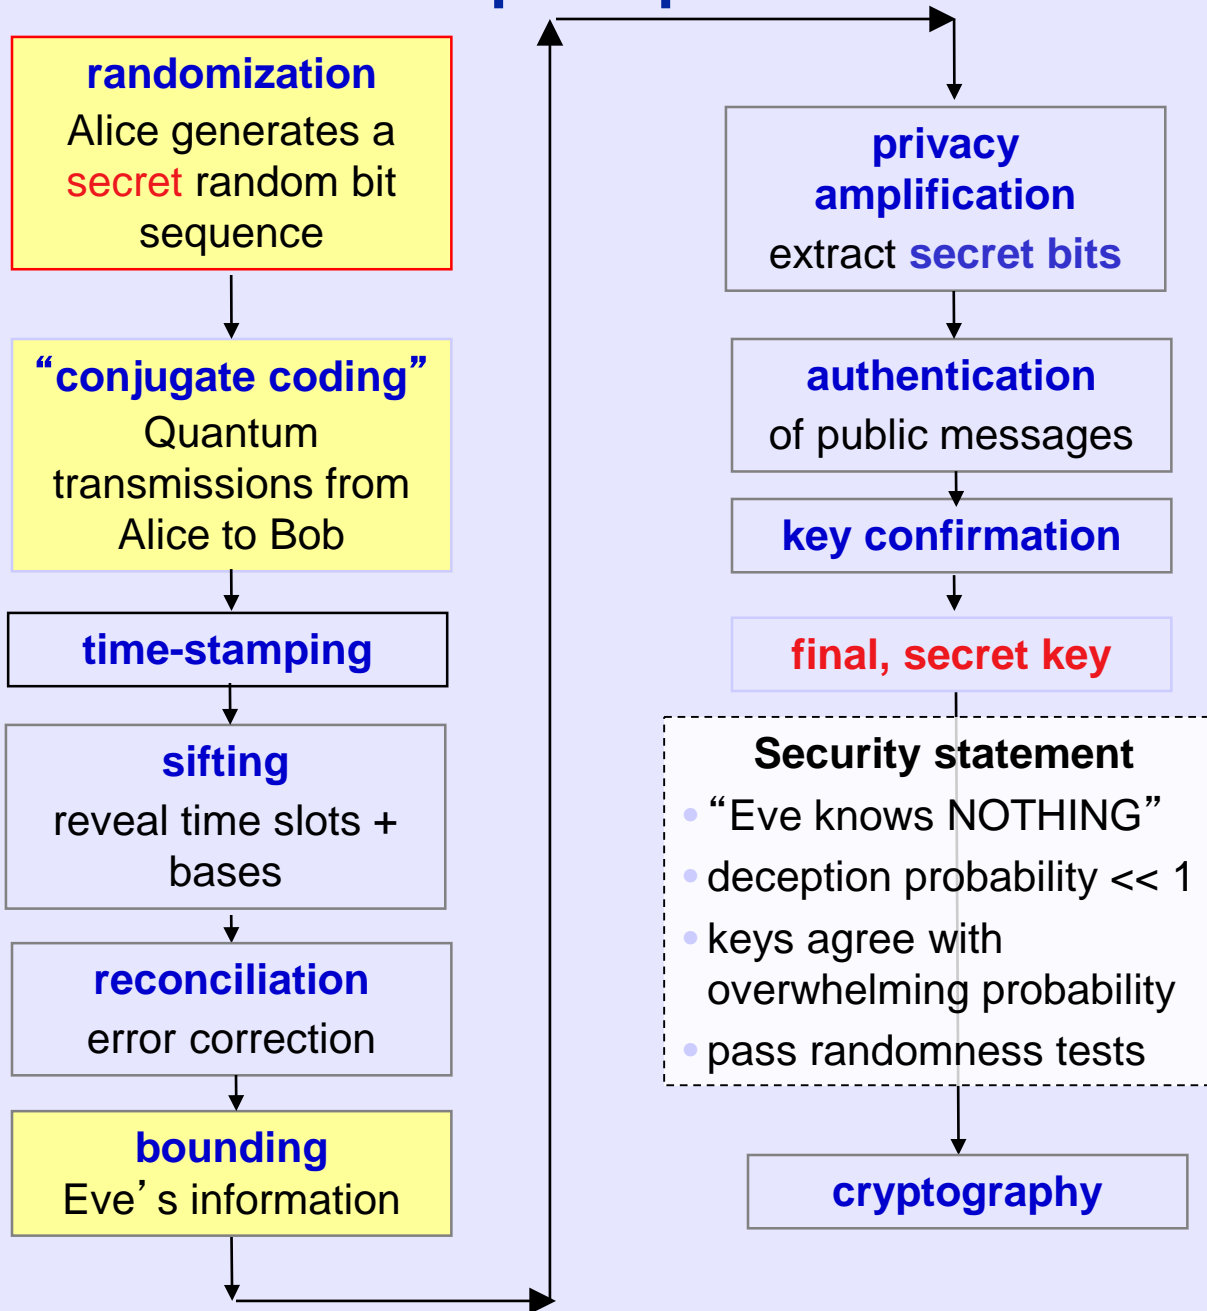 randomization
Alice generates a
secret random bit
sequence
“conjugate coding”
Quantum
transmissions from
Alice to Bob
time-stamping
sifting
reveal time slots +
bases
reconciliation
error correction
bounding
Eve’s information
privacy
amplification
extract secret bits
authentication
of public messages
key confirmation
final, secret key
Security statement
• “Eve knows NOTHING”
• deception probability << 1
• keys agree with
overwhelming probability
• pass randomness tests
cryptography